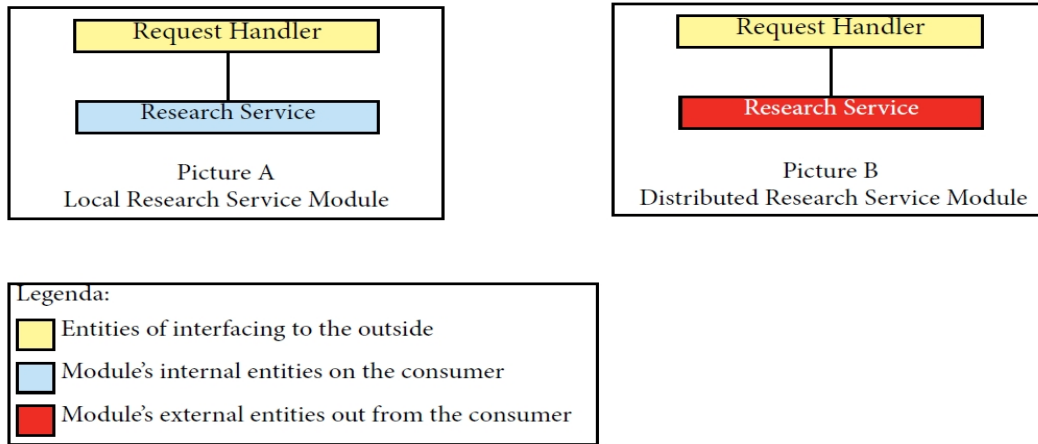 Request Handler
Research Service
Picture A
Local Research Service Module
Request Handler
Research Service
Picture B
Distributed Research Service Module
Legenda:
Entities of interfacing to the outside
Module's internal entities on the consumer
Module's external entities out from the consumer